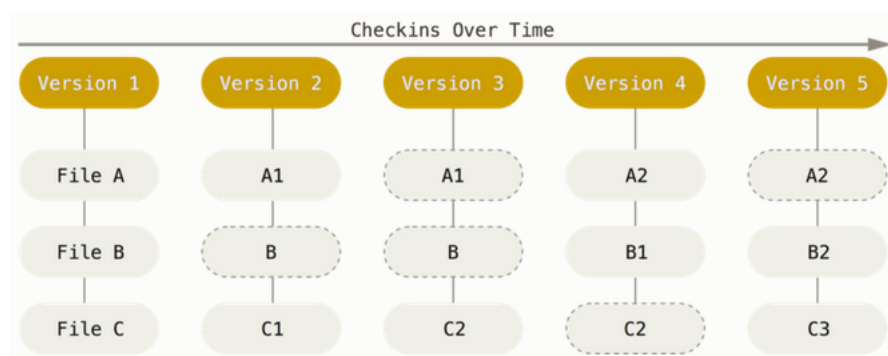 Checkins Over Time
Version 1 Version 2 Version 3 Version 4 Version 5
File A A1 A1 A2 A2
File B B B B1 B2
File C C1 C2 C2 C3